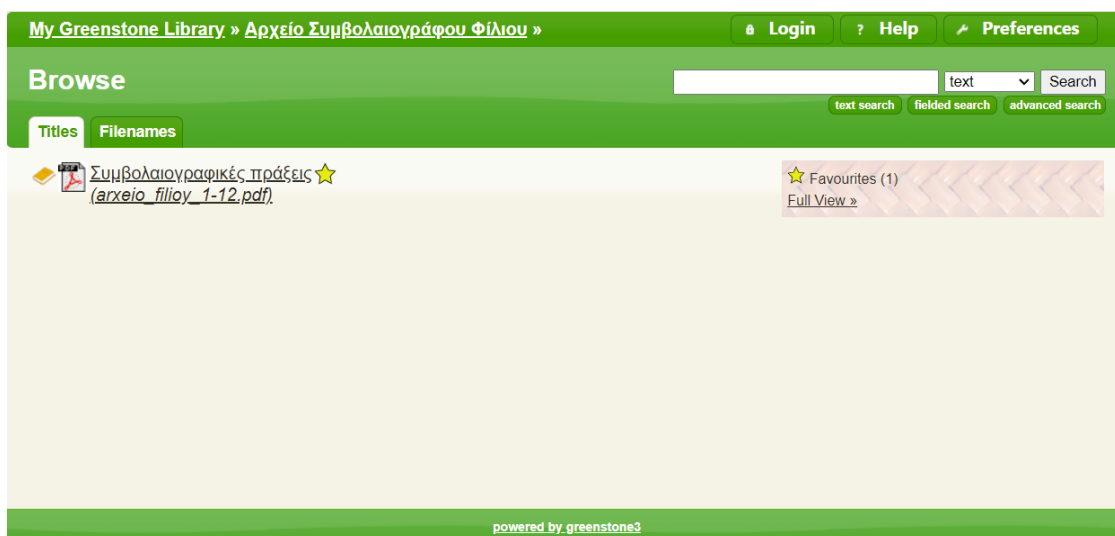 My Greenstone Library » Αρχείο Συμβολαιογράφου Φίλιου »
Login
? Help
Preferences
Browse
text
Search
text search
fielded search
advanced search
Titles
Filenames
PDF
Συμβολαιογραφικές πράξεις
(arxeio_filioy_1-12.pdf)
Favourites (1)
Full View »
powered by greenstone3